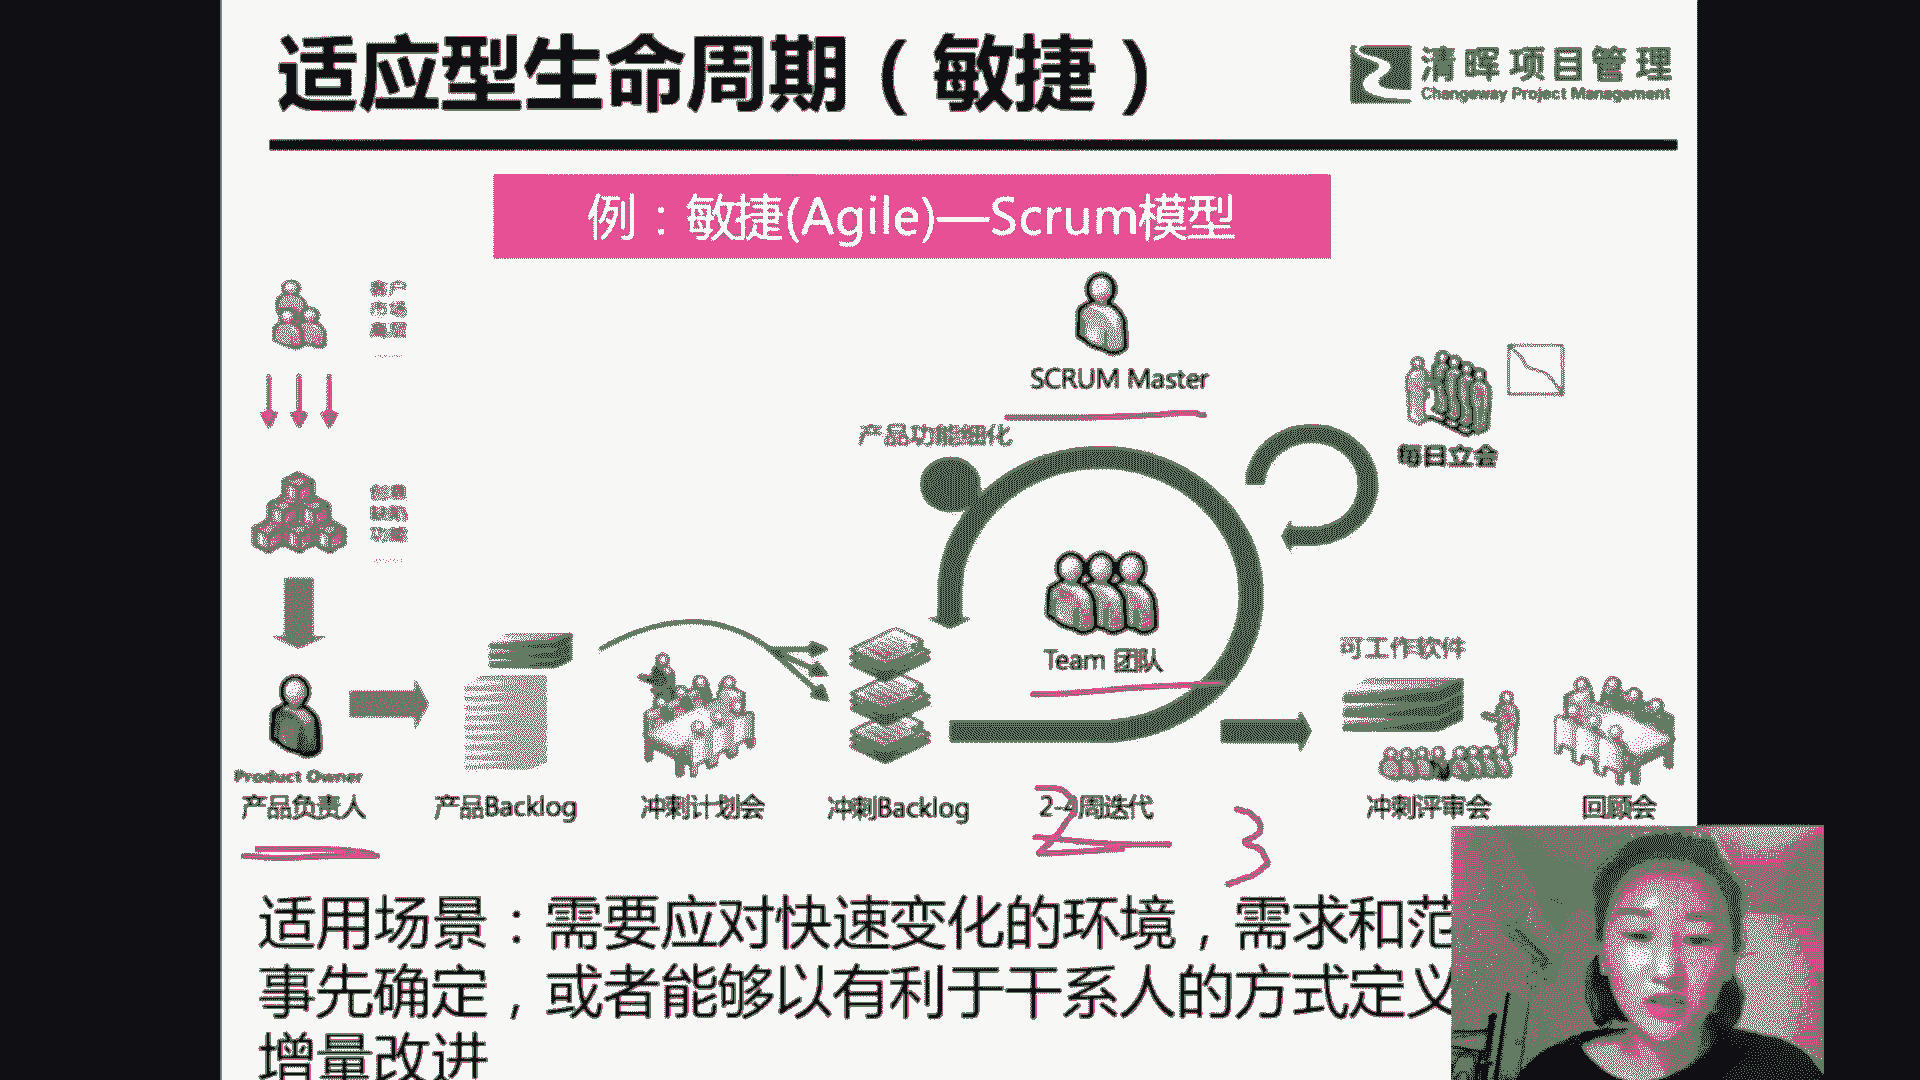 适应型生命周期（敏捷）
清晖项目管理
Changeway Project Management
例：敏捷(Agile)—Scrum模型
客户
市场
高层
......
SCRUM Master
产品功能细化
每日立会
创意
缺陷
功能
......
Team 团队
可工作软件
Product Owner
产品负责人
产品Backlog
冲刺计划会
冲刺Backlog
2-4周迭代
冲刺评审会
回顾会
2
3
适用场景：需要应对快速变化的环境，需求和范
事先确定，或者能够以有利于干系人的方式定义
增量改进